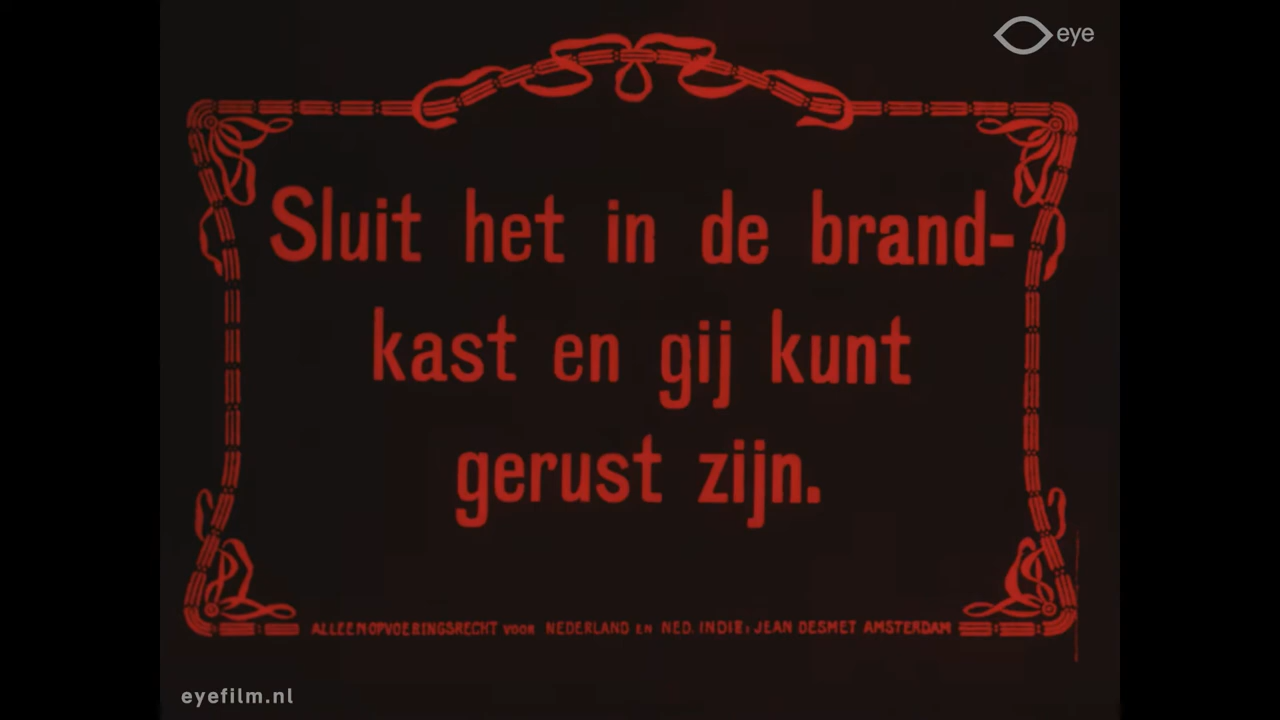 eye
Sluit het in de brand-
kast en gij kunt
gerust zijn.
ALLEENOPVOERINGSRECHT VOOR NEDERLAND EN NED. INDIE: JEAN DESMET AMSTERDAM
eyefilm.nl